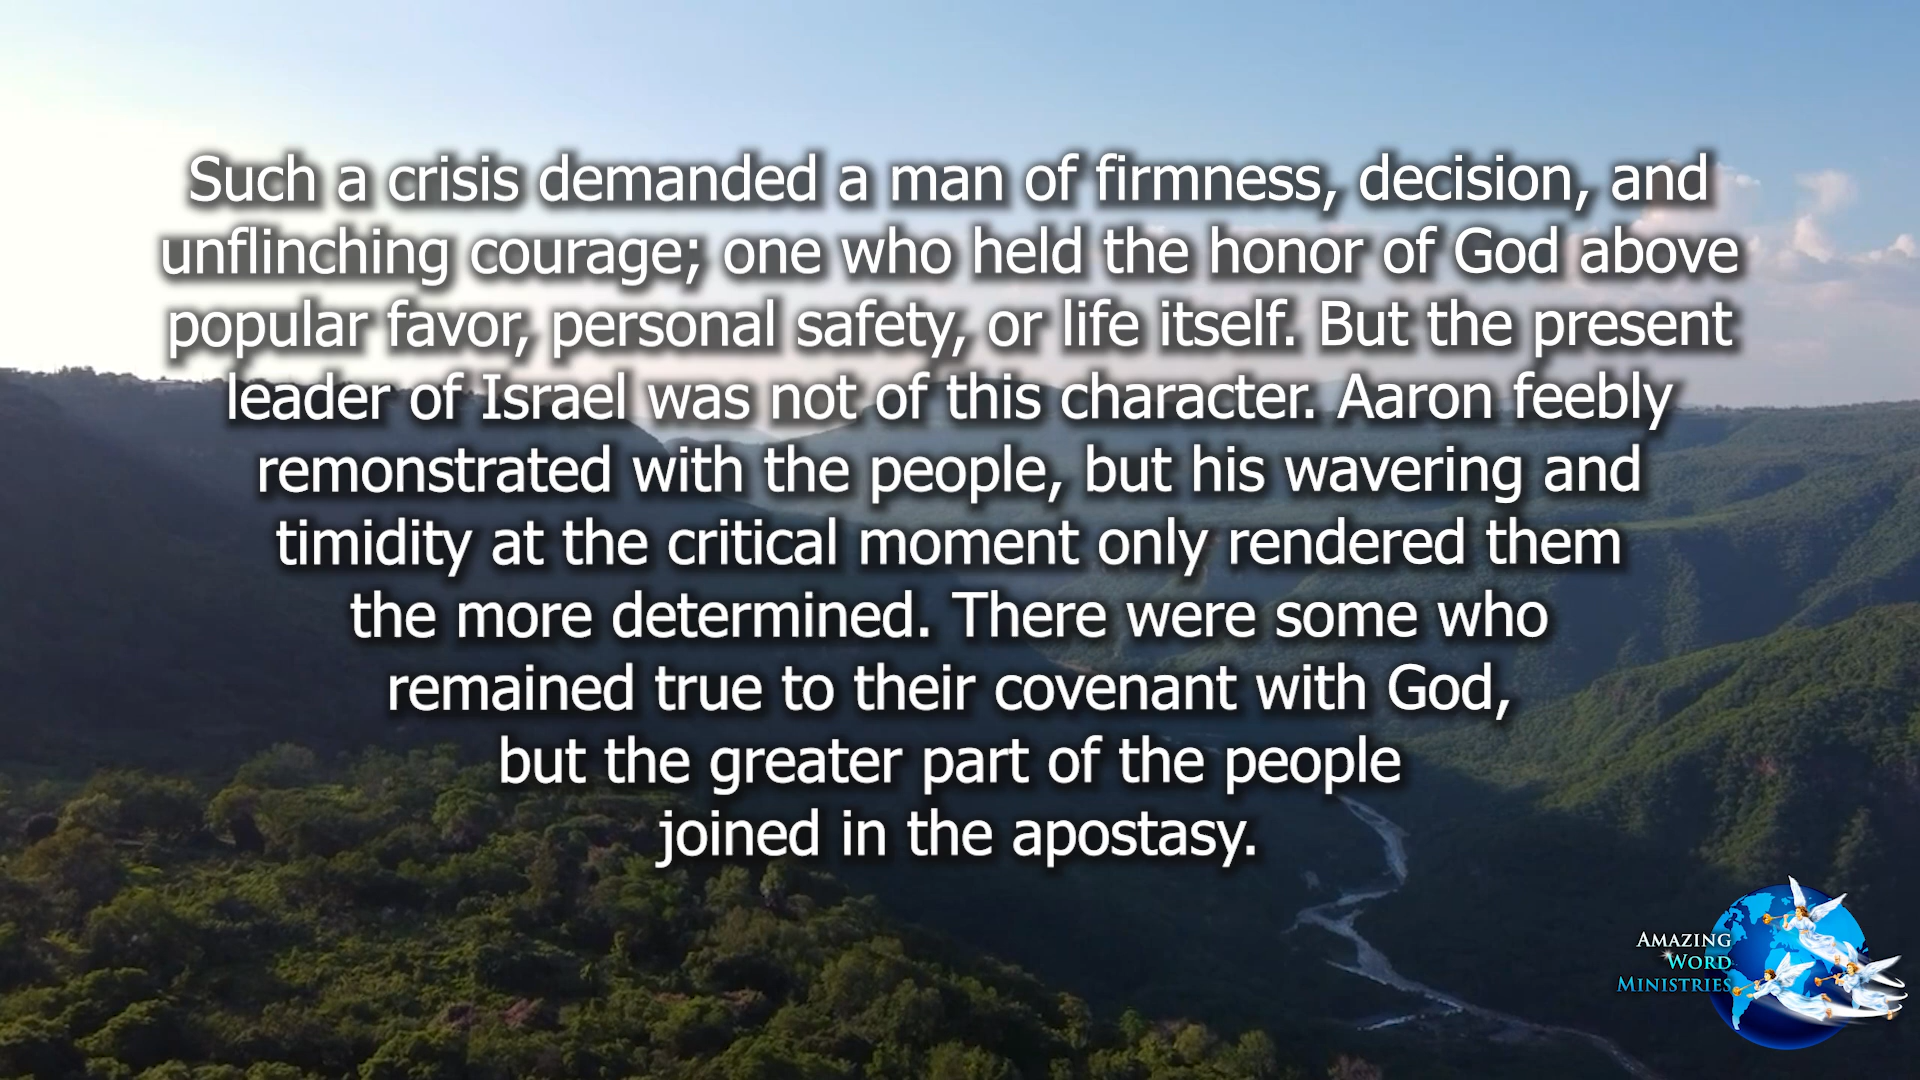 Such a crisis demanded a man of firmness, decision, and
unflinching courage; one who held the honor of God above
popular favor, personal safety, or life itself. But the present
leader of Israel was not of this character. Aaron feebly
remonstrated with the people, but his wavering and
timidity at the critical moment only rendered them
the more determined. There were some who
remained true to their covenant with God,
but the greater part of the people
joined in the apostasy.
Amazing
Word
Ministries